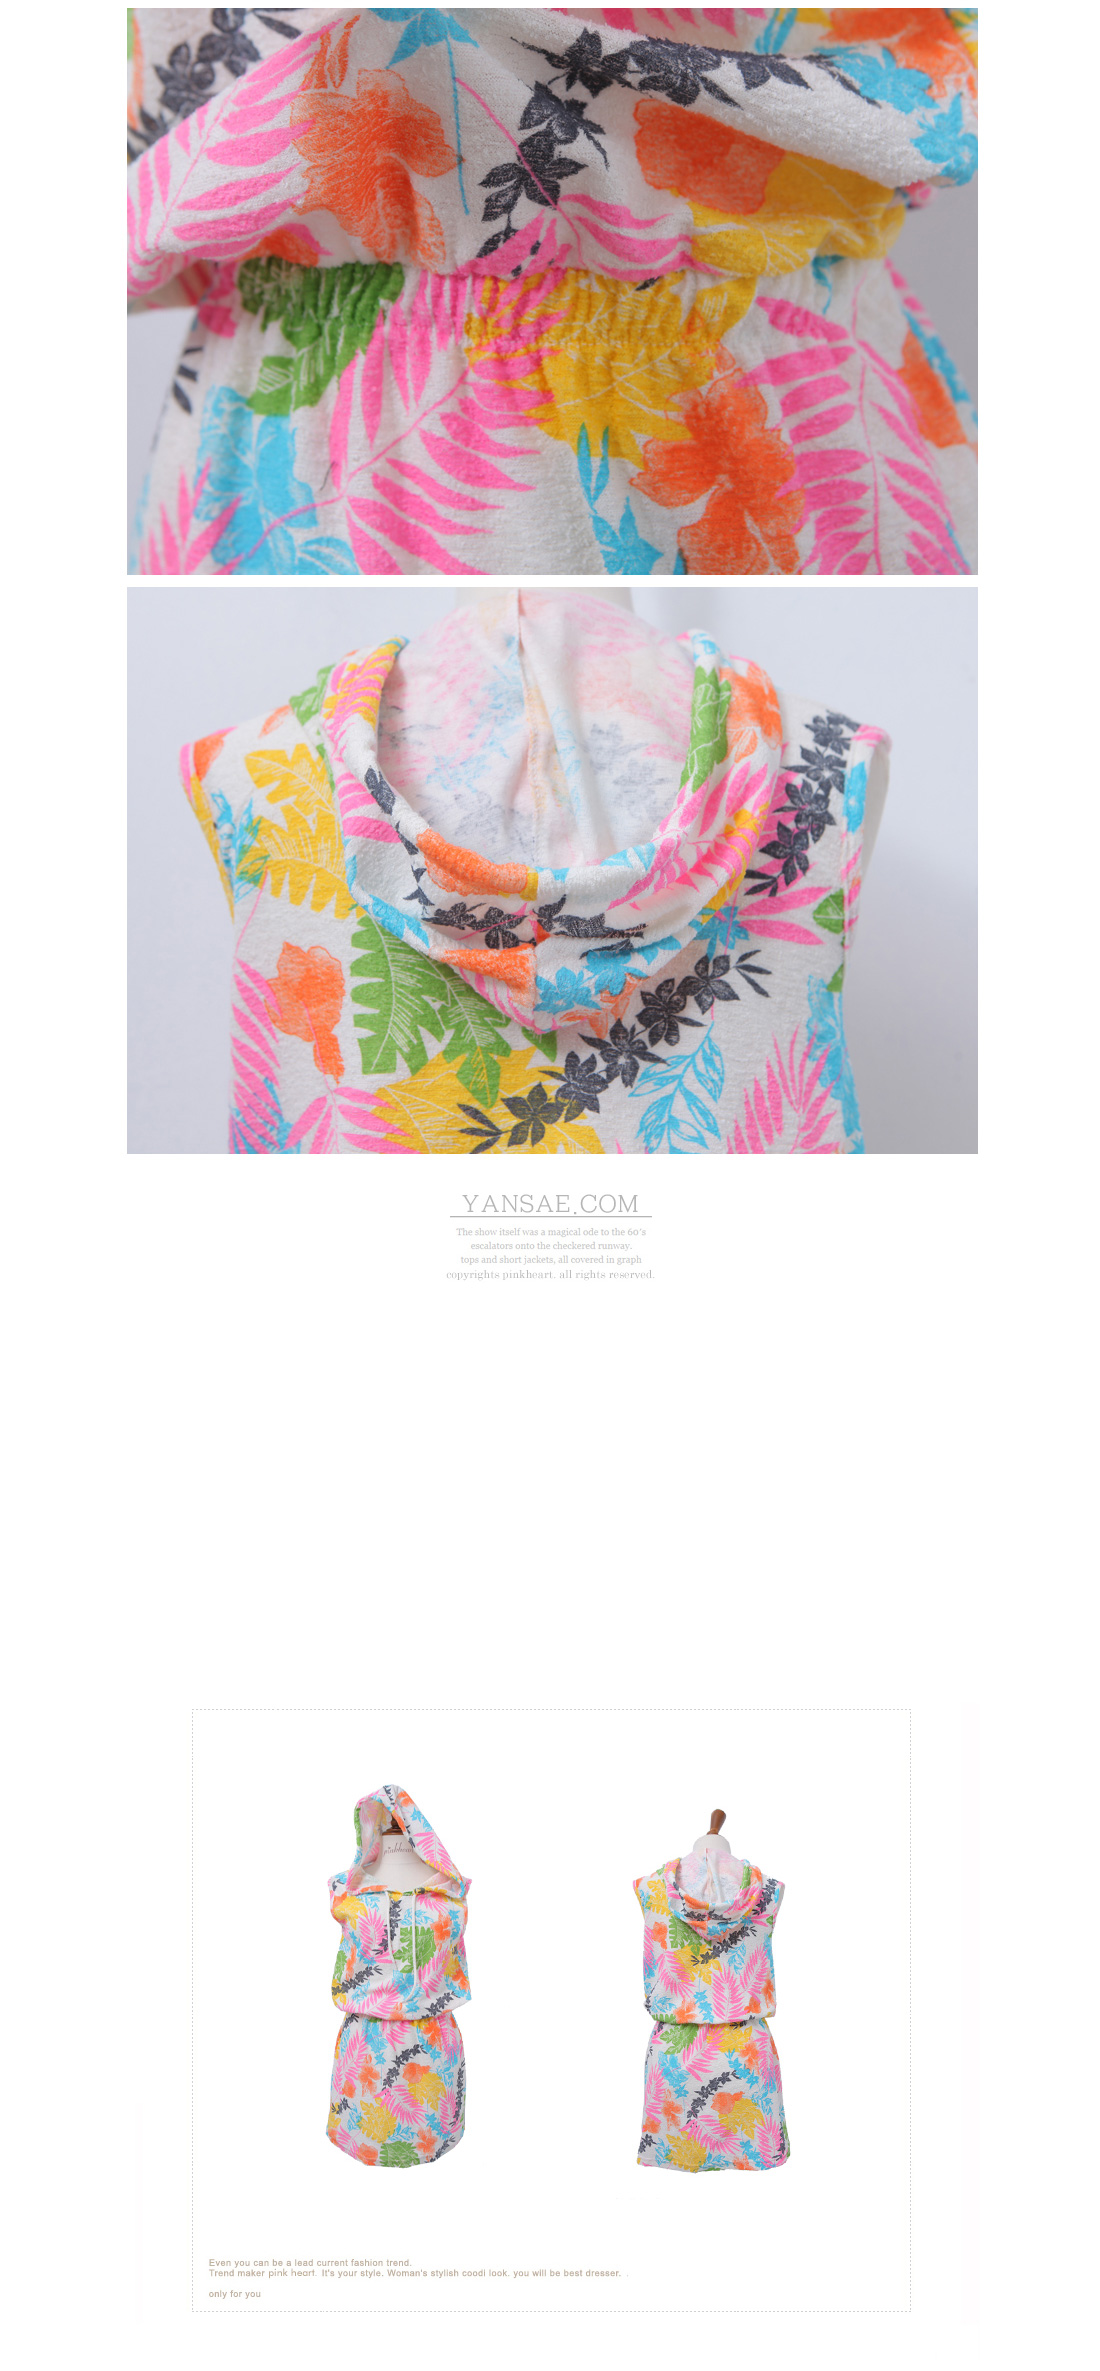 YANSAE.COM
The show itself was a magical ode to the 60's
escalators onto the checkered runway.
tops and short jackets, all covered in graph
copyrights pinkheart. all rights reserved.
pinkheart
Even you can be a lead current fashion trend.
Trend maker pink heart. It's your style. Woman's stylish coodi look. you will be best dresser. .
only for you